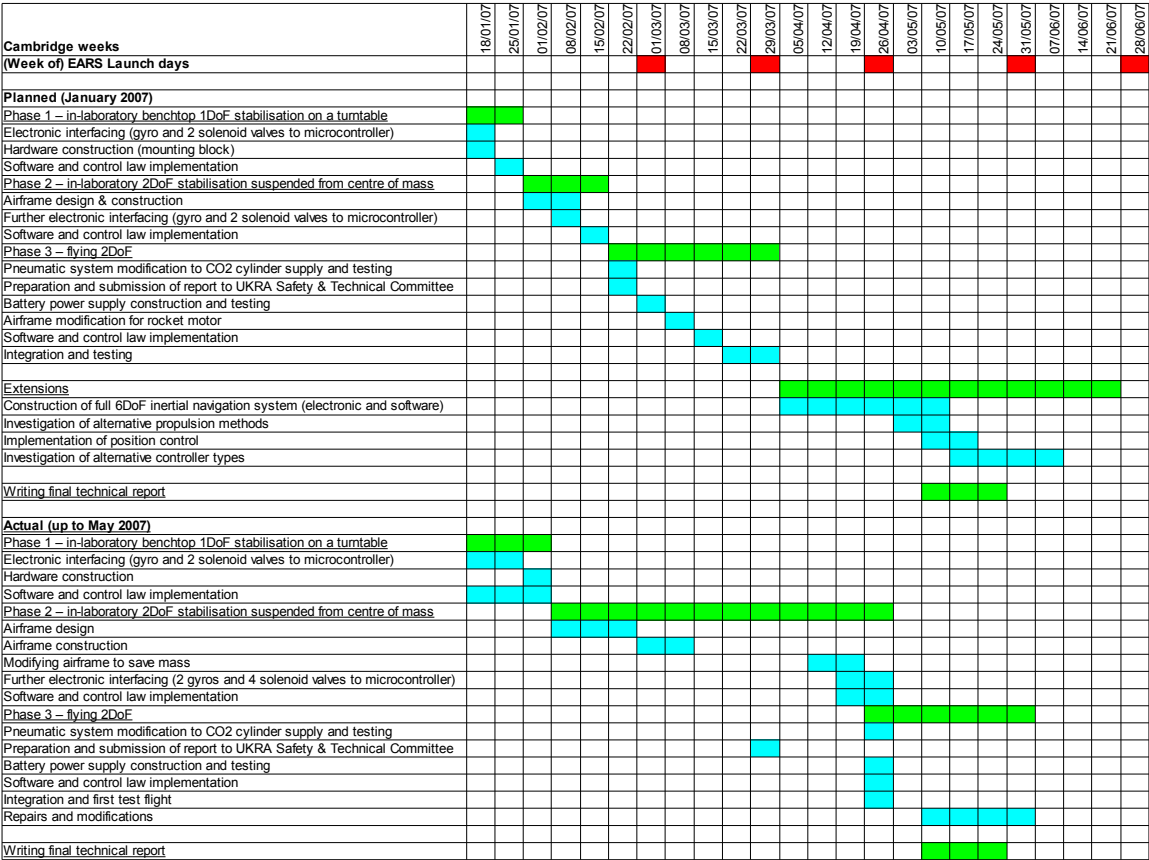 18/01/07 25/01/07 01/02/07 08/02/07 15/02/07 22/02/07 01/03/07 08/03/07 15/03/07 22/03/07 29/03/07 05/04/07 12/04/07 19/04/07 26/04/07 03/05/07 10/05/07 17/05/07 24/05/07 31/05/07 07/06/07 14/06/07 21/06/07 28/06/07
Cambridge weeks
(Week of) EARS Launch days
Planned (January 2007)
Phase 1 – in-laboratory benchtop 1DoF stabilisation on a turntable
Electronic interfacing (gyro and 2 solenoid valves to microcontroller)
Hardware construction (mounting block)
Software and control law implementation
Phase 2 – in-laboratory 2DoF stabilisation suspended from centre of mass
Airframe design & construction
Further electronic interfacing (gyro and 2 solenoid valves to microcontroller)
Software and control law implementation
Phase 3 – flying 2DoF
Pneumatic system modification to CO2 cylinder supply and testing
Preparation and submission of report to UKRA Safety & Technical Committee
Battery power supply construction and testing
Airframe modification for rocket motor
Software and control law implementation
Integration and testing
Extensions
Construction of full 6DoF inertial navigation system (electronic and software)
Investigation of alternative propulsion methods
Implementation of position control
Investigation of alternative controller types
Writing final technical report
Actual (up to May 2007)
Phase 1 – in-laboratory benchtop 1DoF stabilisation on a turntable
Electronic interfacing (gyro and 2 solenoid valves to microcontroller)
Hardware construction
Software and control law implementation
Phase 2 – in-laboratory 2DoF stabilisation suspended from centre of mass
Airframe design
Airframe construction
Modifying airframe to save mass
Further electronic interfacing (2 gyros and 4 solenoid valves to microcontroller)
Software and control law implementation
Phase 3 – flying 2DoF
Pneumatic system modification to CO2 cylinder supply and testing
Preparation and submission of report to UKRA Safety & Technical Committee
Battery power supply construction and testing
Software and control law implementation
Integration and first test flight
Repairs and modifications
Writing final technical report